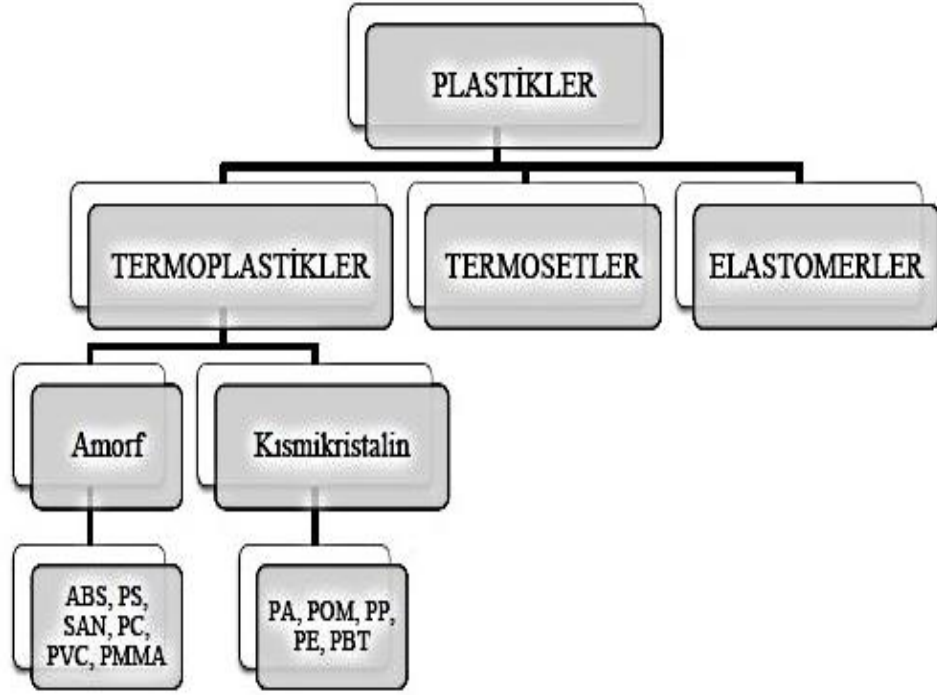 PLASTİKLER
TERMOPLASTİKLER
TERMOSETLER
ELASTOMERLER
Amorf
Kısmikristalin
ABS, PS,
SAN, PC,
PVC, PMMA
PA, POM, PP,
PE, PBT